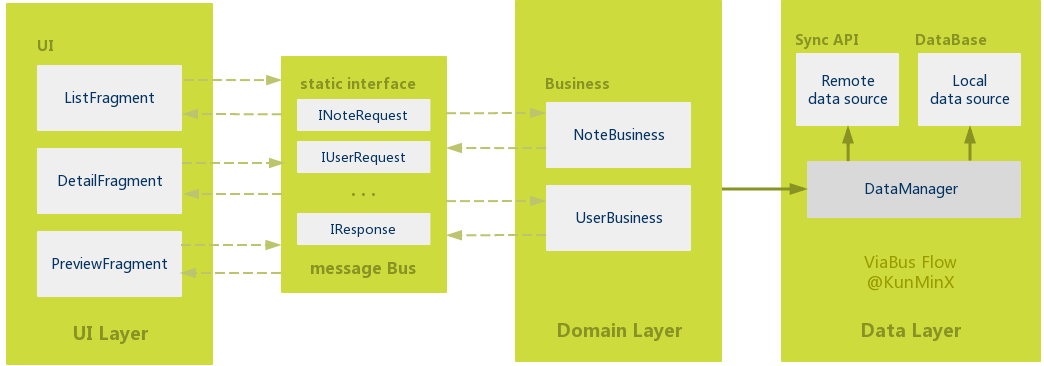 UI
ListFragment
DetailFragment
PreviewFragment
UI Layer
static interface
INoteRequest
IUserRequest
...
IResponse
message Bus
Business
NoteBusiness
UserBusiness
Domain Layer
Sync API
DataBase
Remote
data source
Local
data source
DataManager
ViaBus Flow
@KunMinX
Data Layer